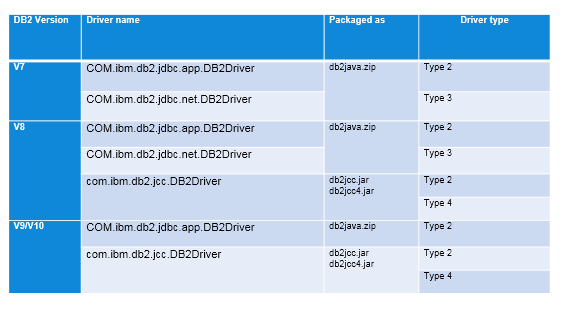 DB2 Version Driver name Packaged as Driver type
V7 COM.ibm.db2.jdbc.app.DB2Driver db2java.zip Type 2
COM.ibm.db2.jdbc.net.DB2Driver Type 3
V8 COM.ibm.db2.jdbc.app.DB2Driver db2java.zip Type 2
COM.ibm.db2.jdbc.net.DB2Driver Type 3
com.ibm.db2.jcc.DB2Driver db2jcc.jar Type 2
db2jcc4.jar
Type 4
V9/V10 COM.ibm.db2.jdbc.app.DB2Driver db2java.zip Type 2
com.ibm.db2.jcc.DB2Driver db2jcc.jar Type 2
db2jcc4.jar
Type 4